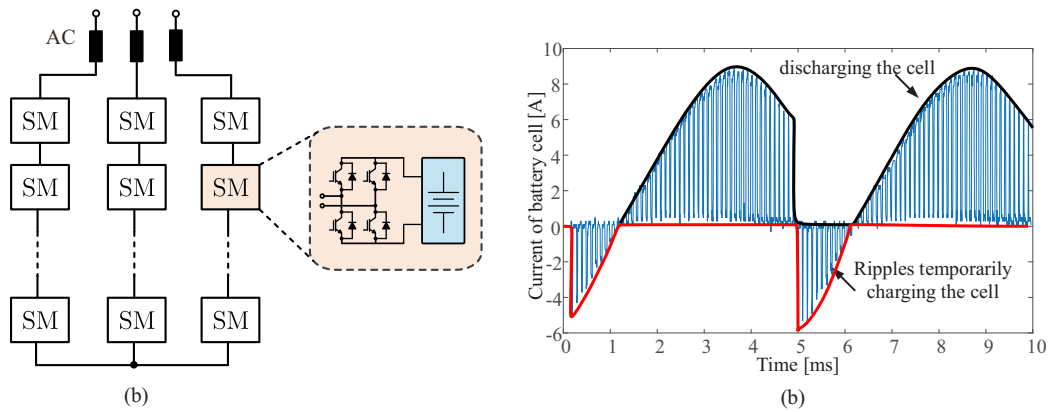 AC
SM SM SM
SM SM SM
SM SM SM
(b)
Current of battery cell [A]
10
8
6
4
2
0
-2
-4
-6
discharging the cell
Ripples temporarily
charging the cell
0 1 2 3 4 5 6 7 8 9 10
Time [ms]
(b)